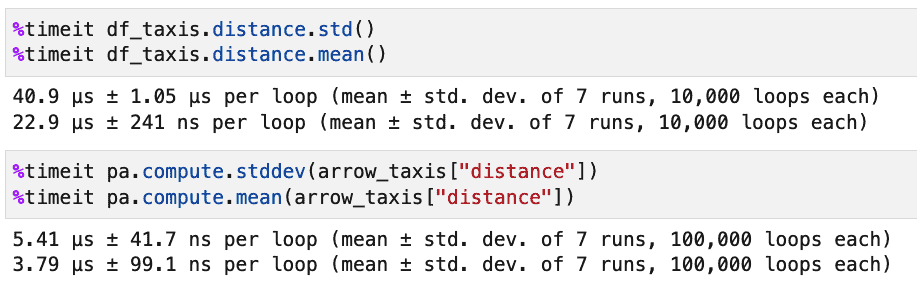 %timeit df_taxis.distance.std()
%timeit df_taxis.distance.mean()
40.9 µs ± 1.05 µs per loop (mean ± std. dev. of 7 runs, 10,000 loops each)
22.9 µs ± 241 ns per loop (mean ± std. dev. of 7 runs, 10,000 loops each)
%timeit pa.compute.stddev(arrow_taxis["distance"])
%timeit pa.compute.mean(arrow_taxis["distance"])
5.41 µs ± 41.7 ns per loop (mean ± std. dev. of 7 runs, 100,000 loops each)
3.79 µs ± 99.1 ns per loop (mean ± std. dev. of 7 runs, 100,000 loops each)